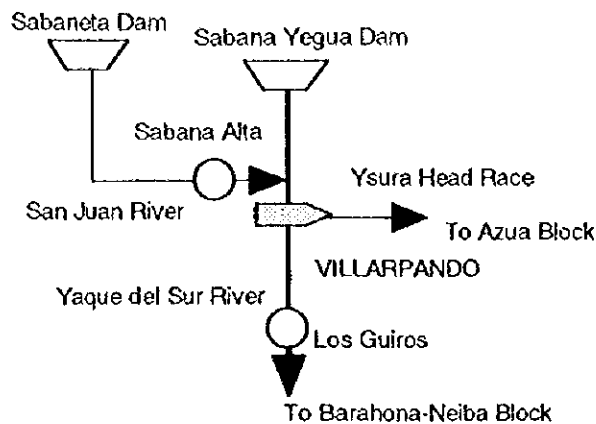 Sabaneta Dam
Sabana Yegua Dam
Sabana Alta
Ysura Head Race
San Juan River
To Azua Block
VILLARPANDO
Yaque del Sur River
Los Guiros
To Barahona-Neiba Block